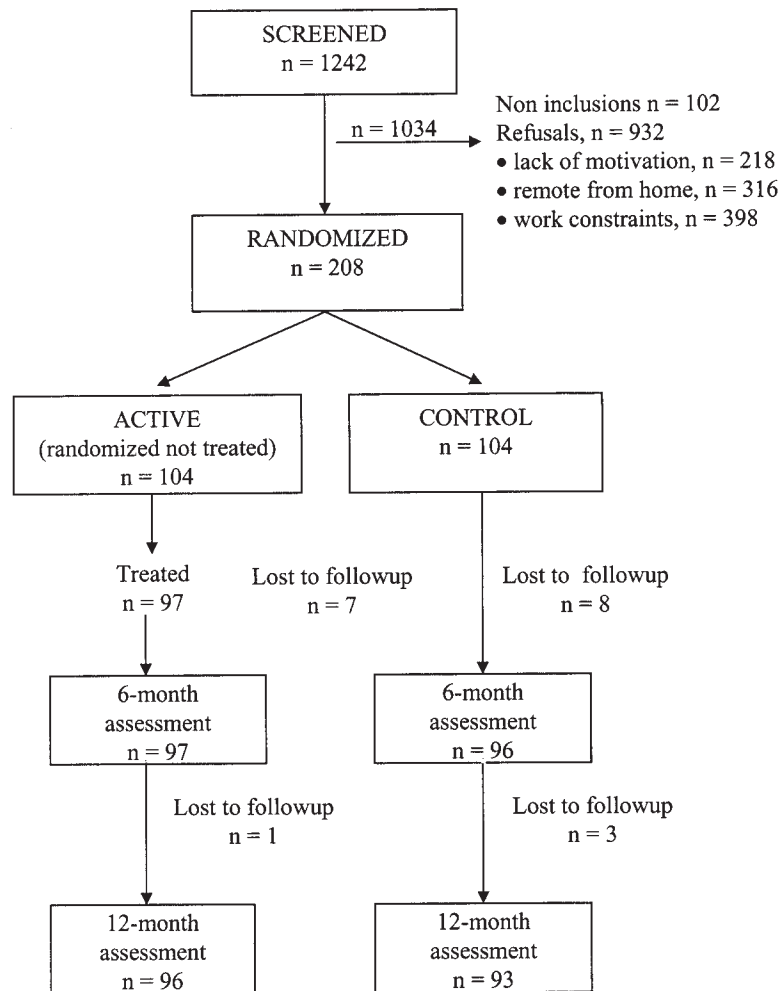 SCREENED
n = 1242
n = 1034
Non inclusions n = 102
Refusals, n = 932
• lack of motivation, n = 218
• remote from home, n = 316
• work constraints, n = 398
RANDOMIZED
n = 208
ACTIVE
(randomized not treated)
n = 104
CONTROL
n = 104
Treated
n = 97
Lost to followup
n = 7
Lost to followup
n = 8
6-month
assessment
n = 97
6-month
assessment
n = 96
Lost to followup
n = 1
Lost to followup
n = 3
12-month
assessment
n = 96
12-month
assessment
n = 93